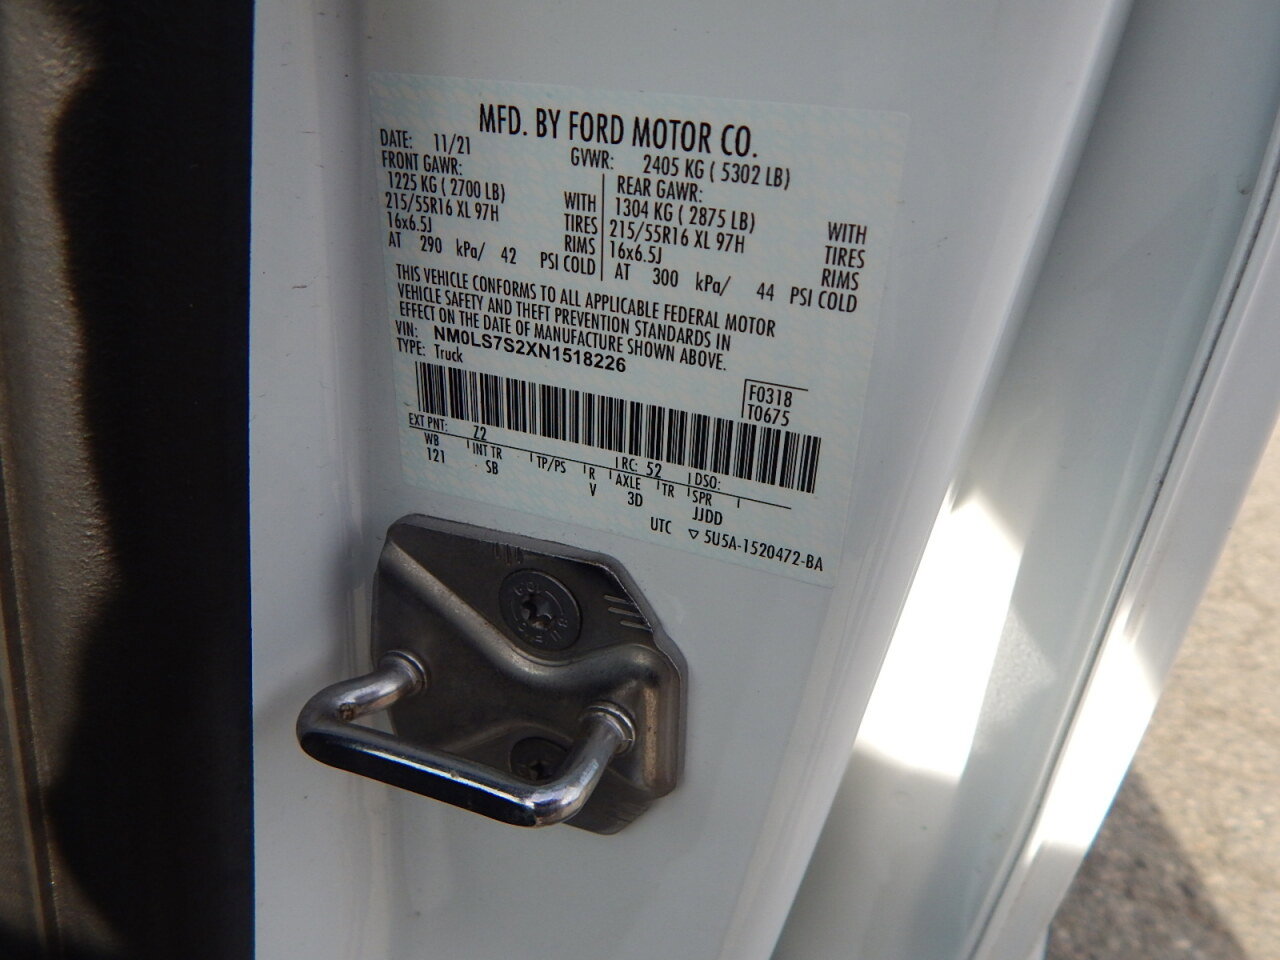 MFD. BY FORD MOTOR CO.
DATE: 11/21 GVWR: 2405 KG ( 5302 LB)
FRONT GAWR: REAR GAWR:
1225 KG ( 2700 LB) WITH 1304 KG ( 2875 LB) WITH
215/55R16 XL 97H TIRES 215/55R16 XL 97H TIRES
16x6.5J RIMS 16x6.5J RIMS
AT 290 kPa/ 42 PSI COLD AT 300 kPa/ 44 PSI COLD
THIS VEHICLE CONFORMS TO ALL APPLICABLE FEDERAL MOTOR
VEHICLE SAFETY AND THEFT PREVENTION STANDARDS IN
EFFECT ON THE DATE OF MANUFACTURE SHOWN ABOVE.
VIN: NM0LS7S2XN1518226
TYPE: Truck
F0318
T0675
EXT PNT: Z2 RC: 52 DSO:
WB INT TR TP/PS R AXLE TR SPR
121 SB V 3D JJDD
UTC ▽ 5U5A-1520472-BA